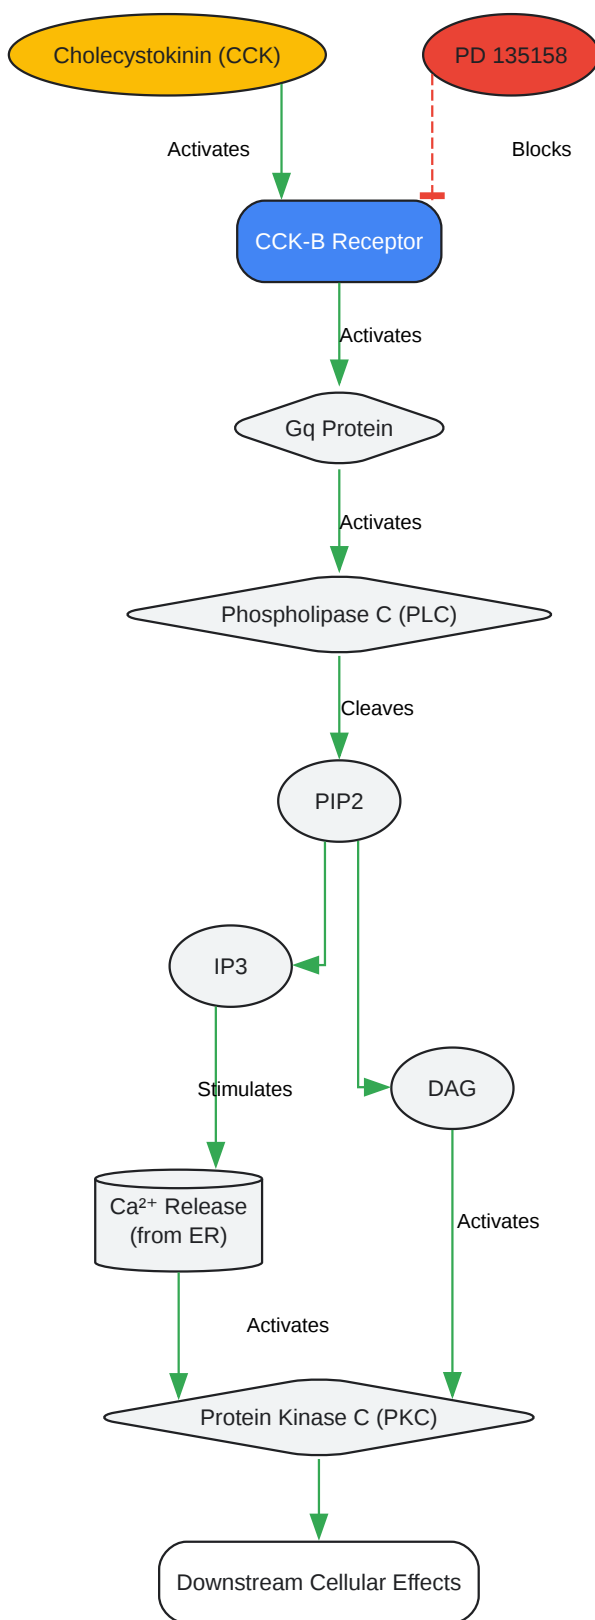 Cholecystokinin (CCK)
PD 135158
Activates
Blocks
CCK-B Receptor
Activates
Gq Protein
Activates
Phospholipase C (PLC)
Cleaves
PIP2
IP3
DAG
Stimulates
Ca²⁺ Release
(from ER)
Activates
Activates
Protein Kinase C (PKC)
Downstream Cellular Effects